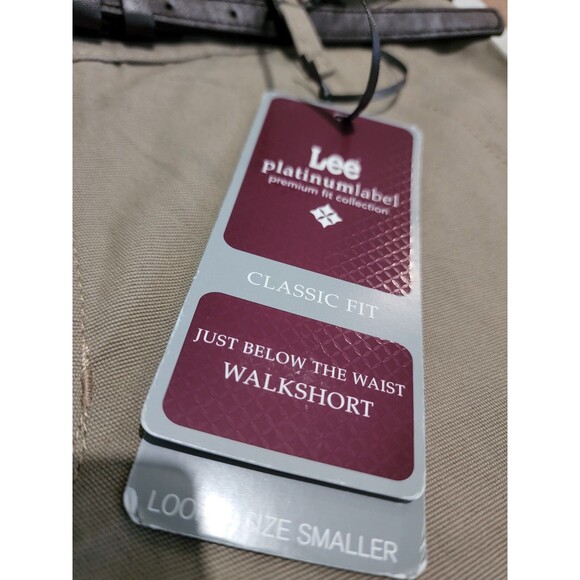 Lee
platinumlabel
premium fit collection
CLASSIC FIT
JUST BELOW THE WAIST
WALKSHORT
SIZE SMALLER